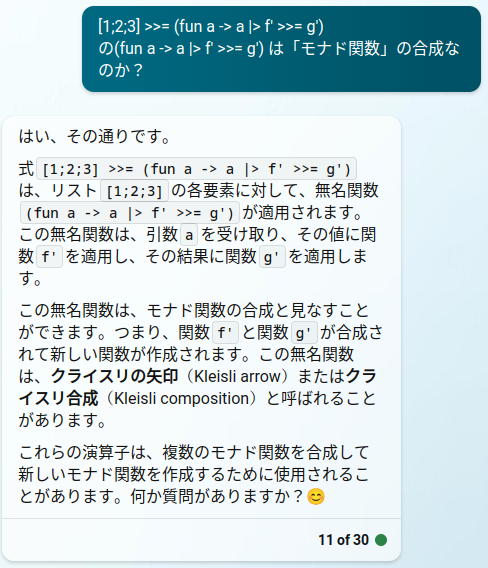 [1;2;3] >>= (fun a -> a |> f' >>= g')
の(fun a -> a |> f' >>= g') は「モナド関数」の合成な
のか？
はい、その通りです。
式 [1;2;3] >>= (fun a -> a |> f' >>= g')
は、リスト [1;2;3] の各要素に対して、無名関数
(fun a -> a |> f' >>= g') が適用されます。
この無名関数は、引数 a を受け取り、その値に関
数 f' を適用し、その結果に関数 g' を適用しま
す。
この無名関数は、モナド関数の合成と見なすこと
ができます。つまり、関数 f' と関数 g' が合成さ
れて新しい関数が作成されます。この無名関数
は、クライスリの矢印（Kleisli arrow）またはクラ
イスリ合成（Kleisli composition）と呼ばれること
があります。
これらの演算子は、複数のモナド関数を合成して
新しいモナド関数を作成するために使用されるこ
とがあります。何か質問がありますか？😊
11 of 30